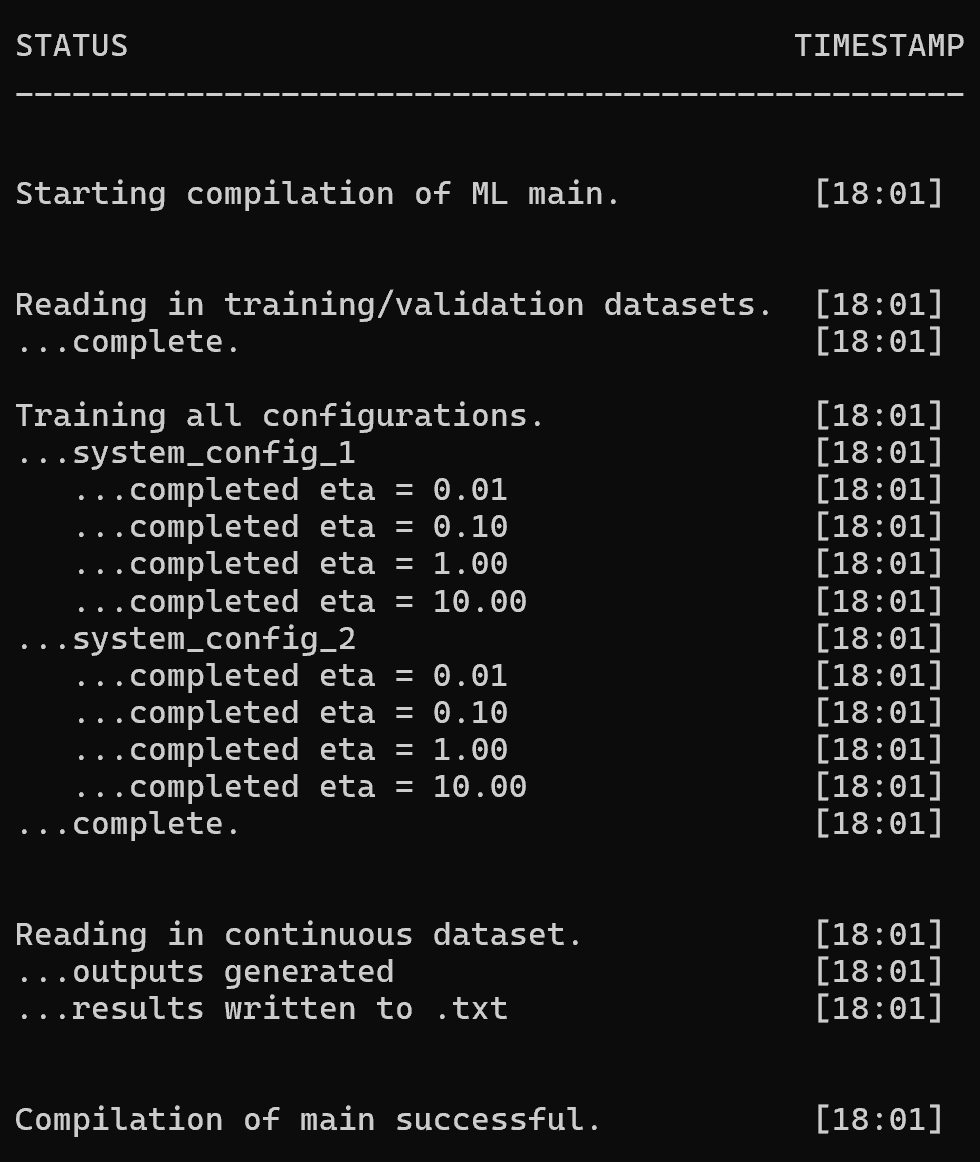 STATUS TIMESTAMP
--------------------------------------------------
Starting compilation of ML main. [18:01]
Reading in training/validation datasets. [18:01]
...complete. [18:01]
Training all configurations. [18:01]
...system_config_1 [18:01]
...completed eta = 0.01 [18:01]
...completed eta = 0.10 [18:01]
...completed eta = 1.00 [18:01]
...completed eta = 10.00 [18:01]
...system_config_2 [18:01]
...completed eta = 0.01 [18:01]
...completed eta = 0.10 [18:01]
...completed eta = 1.00 [18:01]
...completed eta = 10.00 [18:01]
...complete. [18:01]
Reading in continuous dataset. [18:01]
...outputs generated [18:01]
...results written to .txt [18:01]
Compilation of main successful. [18:01]